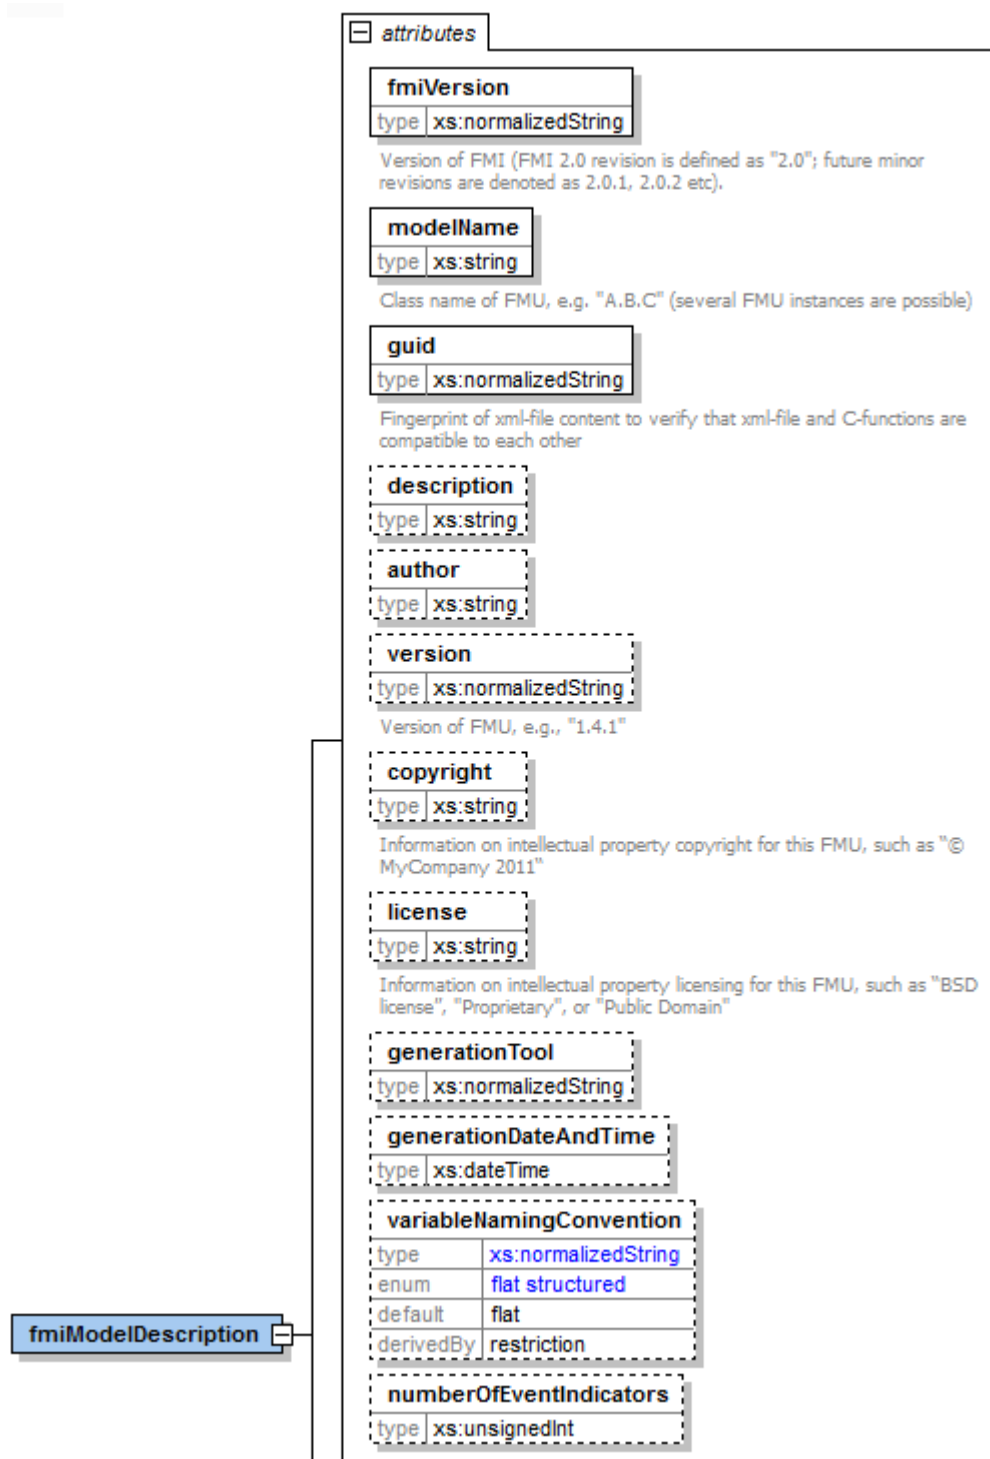 attributes
fmiVersion
type xs:normalizedString
Version of FMI (FMI 2.0 revision is defined as "2.0"; future minor
revisions are denoted as 2.0.1, 2.0.2 etc).
modelName
type xs:string
Class name of FMU, e.g. "A.B.C" (several FMU instances are possible)
guid
type xs:normalizedString
Fingerprint of xml-file content to verify that xml-file and C-functions are
compatible to each other
description
type xs:string
author
type xs:string
version
type xs:normalizedString
Version of FMU, e.g., "1.4.1"
copyright
type xs:string
Information on intellectual property copyright for this FMU, such as “©
MyCompany 2011“
license
type xs:string
Information on intellectual property licensing for this FMU, such as “BSD
license”, "Proprietary", or "Public Domain"
generationTool
type xs:normalizedString
generationDateAndTime
type xs:dateTime
variableNamingConvention
type xs:normalizedString
enum flat structured
default flat
derivedBy restriction
fmiModelDescription
numberOfEventIndicators
type xs:unsignedInt